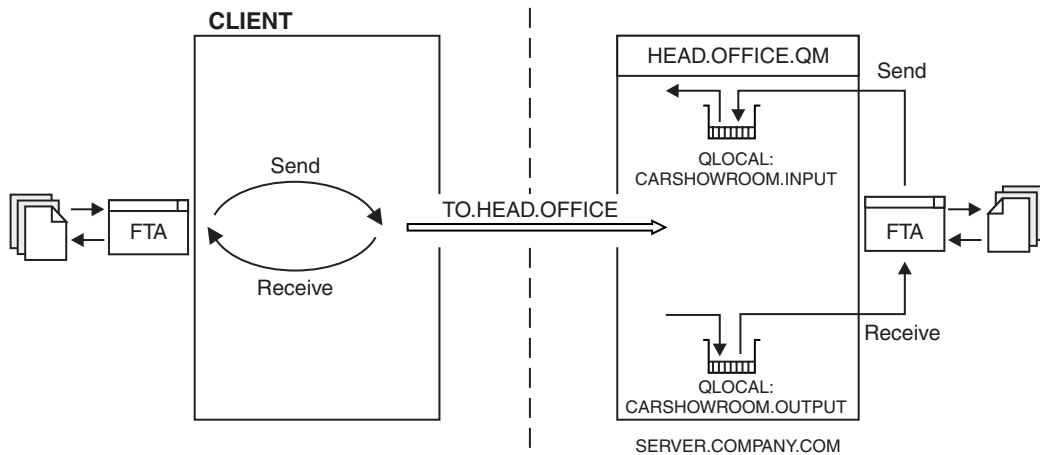 CLIENT
HEAD.OFFICE.QM
Send
QLOCAL:
CARSHOWROOM.INPUT
Send
FTA
TO.HEAD.OFFICE
FTA
Receive
Receive
QLOCAL:
CARSHOWROOM.OUTPUT
SERVER.COMPANY.COM